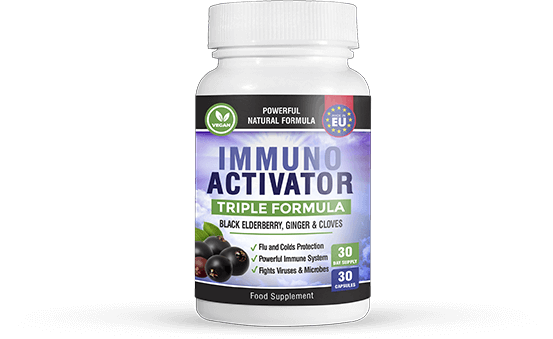 POWERFUL
NATURAL FORMULA
VEGAN
EU
IMMUNO
ACTIVATOR
TRIPLE FORMULA
BLACK ELDERBERRY, GINGER & CLOVES
Flu and Colds Protection
Powerful Immune System
Fights Viruses & Microbes
30
DAY SUPPLY
30
CAPSULES
Food Supplement